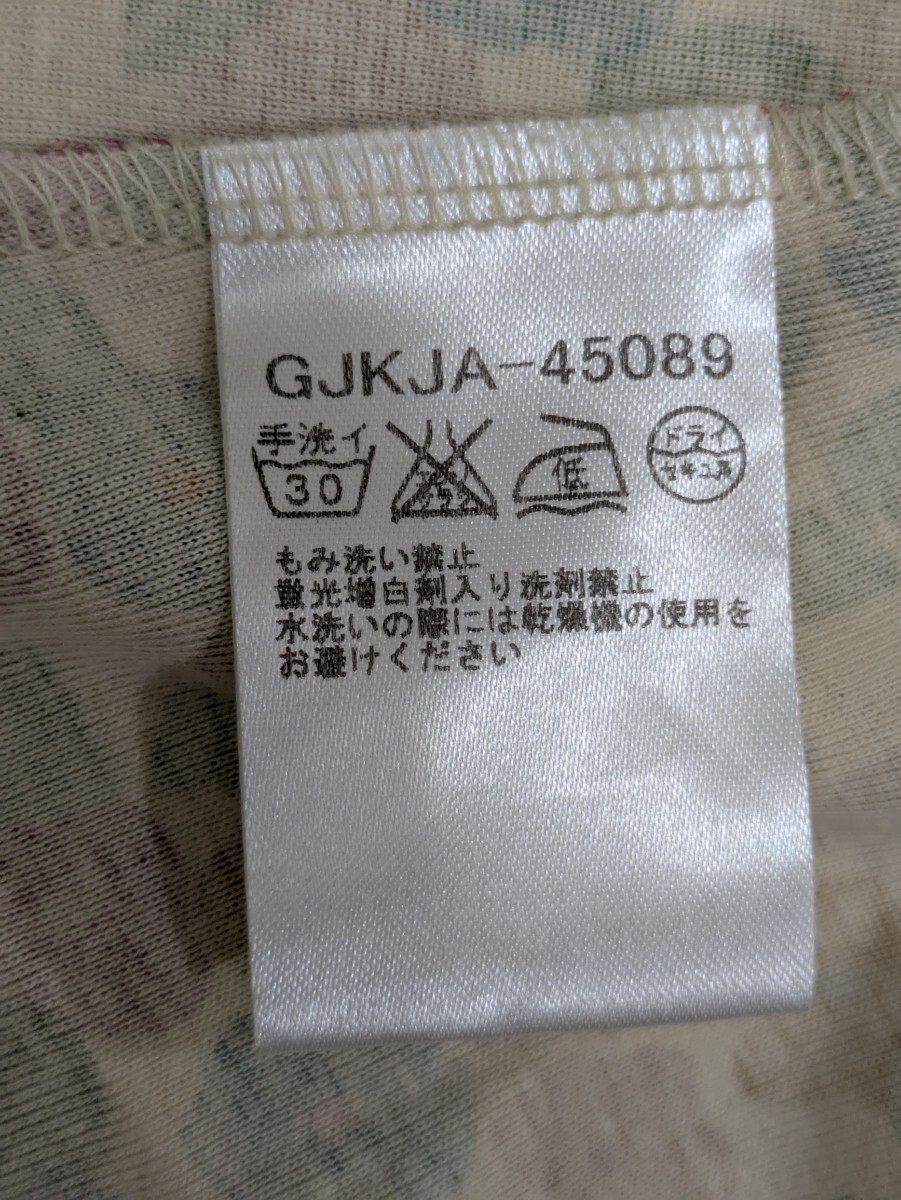 GJKJA-45089
手洗イ 低 ドライ
30 セキユ系
もみ洗い禁止
蛍光増白剤入り洗剤禁止
水洗いの際には乾燥機の使用を
お避けください